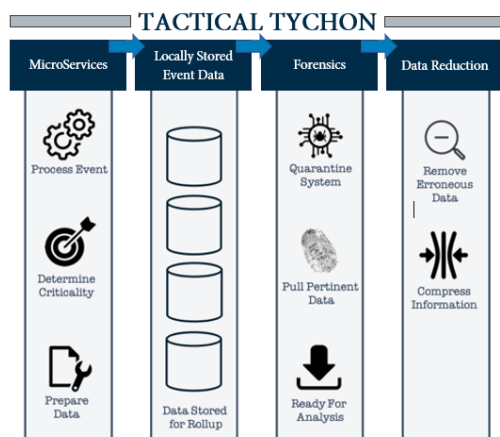 TACTICAL TYCHON
MicroServices
Locally Stored
Event Data
Forensics
Data Reduction
Process Event
Determine
Criticality
Prepare
Data
Data Stored
for Rollup
Quarantine
System
Pull Pertinent
Data
Ready For
Analysis
Remove
Erroneous
Data
Compress
Information